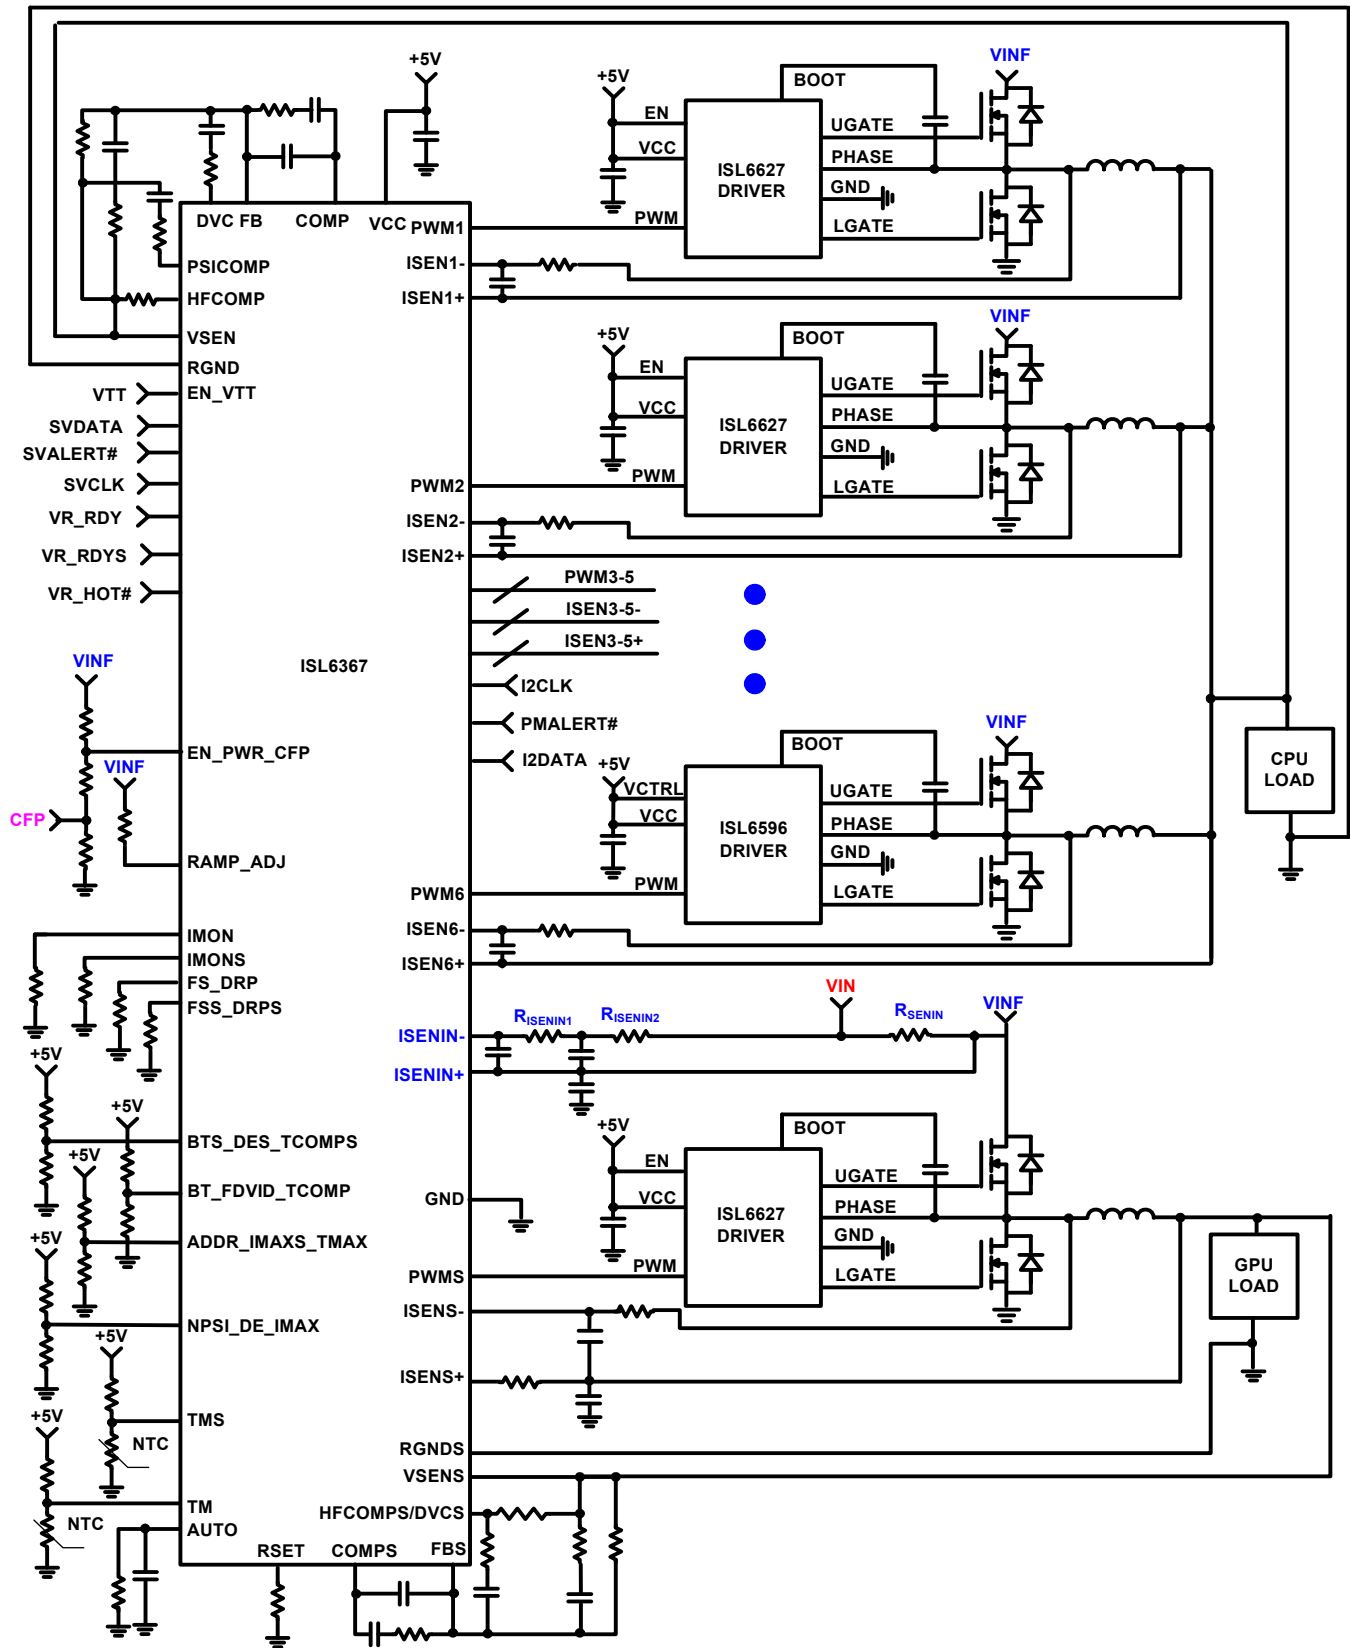 +5V
DVC FB COMP VCC
PSICOMP
HFCOMP
VSEN
RGND
EN_VTT
VTT
SVDATA
SVALERT#
SVCLK
VR_RDY
VR_RDYS
VR_HOT#
VINF
EN_PWR_CFP
VINF
CFP
RAMP_ADJ
IMON
IMONS
FS_DRP
FSS_DRPS
+5V
BTS_DES_TCOMPS
+5V
BT_FDVID_TCOMP
+5V
ADDR_IMAXS_TMAX
+5V
NPSI_DE_IMAX
+5V
TMS
NTC
+5V
TM
NTC
AUTO
RSET
COMPS
FBS
ISL6367
PWM1
ISEN1-
ISEN1+
PWM2
ISEN2-
ISEN2+
PWM3-5
ISEN3-5-
ISEN3-5+
I2CLK
PMALERT#
I2DATA
PWM6
ISEN6-
ISEN6+
ISENIN-
ISENIN+
GND
PWMS
ISENS-
ISENS+
RGNDS
VSENS
HFCOMPS/DVCS
+5V
EN
VCC
PWM
ISL6627
DRIVER
BOOT
UGATE
PHASE
GND
LGATE
VINF
+5V
EN
VCC
PWM
ISL6627
DRIVER
BOOT
UGATE
PHASE
GND
LGATE
VINF
+5V
VCTRL
VCC
PWM
ISL6596
DRIVER
BOOT
UGATE
PHASE
GND
LGATE
VINF
CPU
LOAD
RISENIN1
RISENIN2
VIN
RSENIN
VINF
+5V
EN
VCC
PWM
ISL6627
DRIVER
BOOT
UGATE
PHASE
GND
LGATE
GPU
LOAD